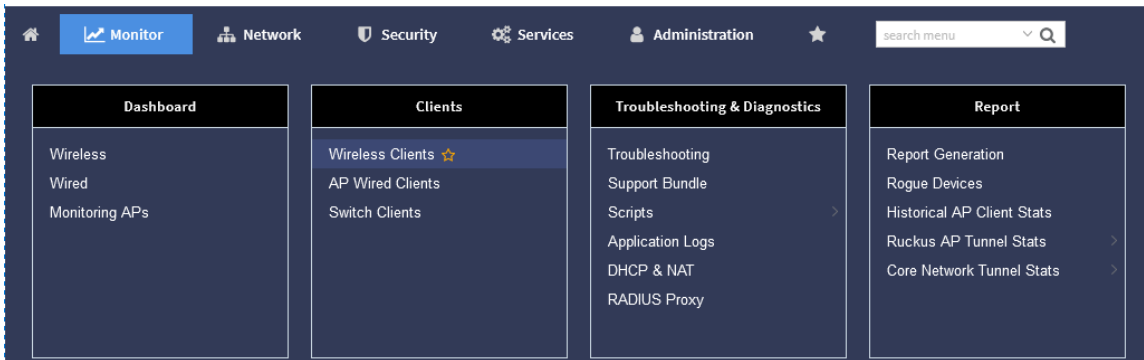 Monitor Network Security Services Administration search menu
Dashboard
Wireless
Wired
Monitoring APs
Clients
Wireless Clients
AP Wired Clients
Switch Clients
Troubleshooting & Diagnostics
Troubleshooting
Support Bundle
Scripts
Application Logs
DHCP & NAT
RADIUS Proxy
Report
Report Generation
Rogue Devices
Historical AP Client Stats
Ruckus AP Tunnel Stats
Core Network Tunnel Stats